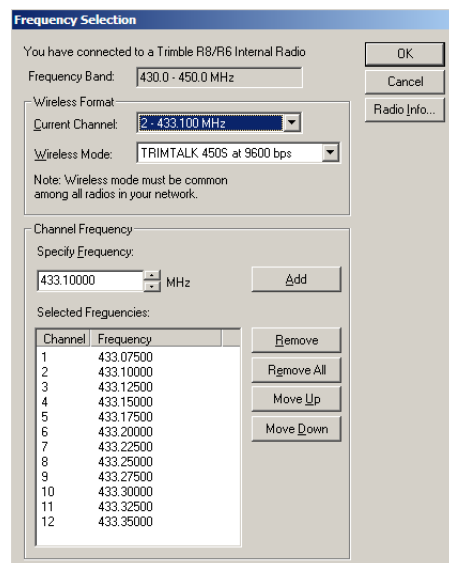 Frequency Selection
You have connected to a Trimble R8/R6 Internal Radio
OK
Frequency Band: 430.0 - 450.0 MHz
Cancel
Wireless Format
Radio Info...
Current Channel: 2 - 433.100 MHz
Wireless Mode: TRIMTALK 450S at 9600 bps
Note: Wireless mode must be common
among all radios in your network.
Channel Frequency
Specify Frequency:
433.10000 MHz Add
Selected Freguencies:
Channel Frequency
Remove
1 433.07500
2 433.10000
Remove All
3 433.12500
4 433.15000
Move Up
5 433.17500
6 433.20000
Move Down
7 433.22500
8 433.25000
9 433.27500
10 433.30000
11 433.32500
12 433.35000